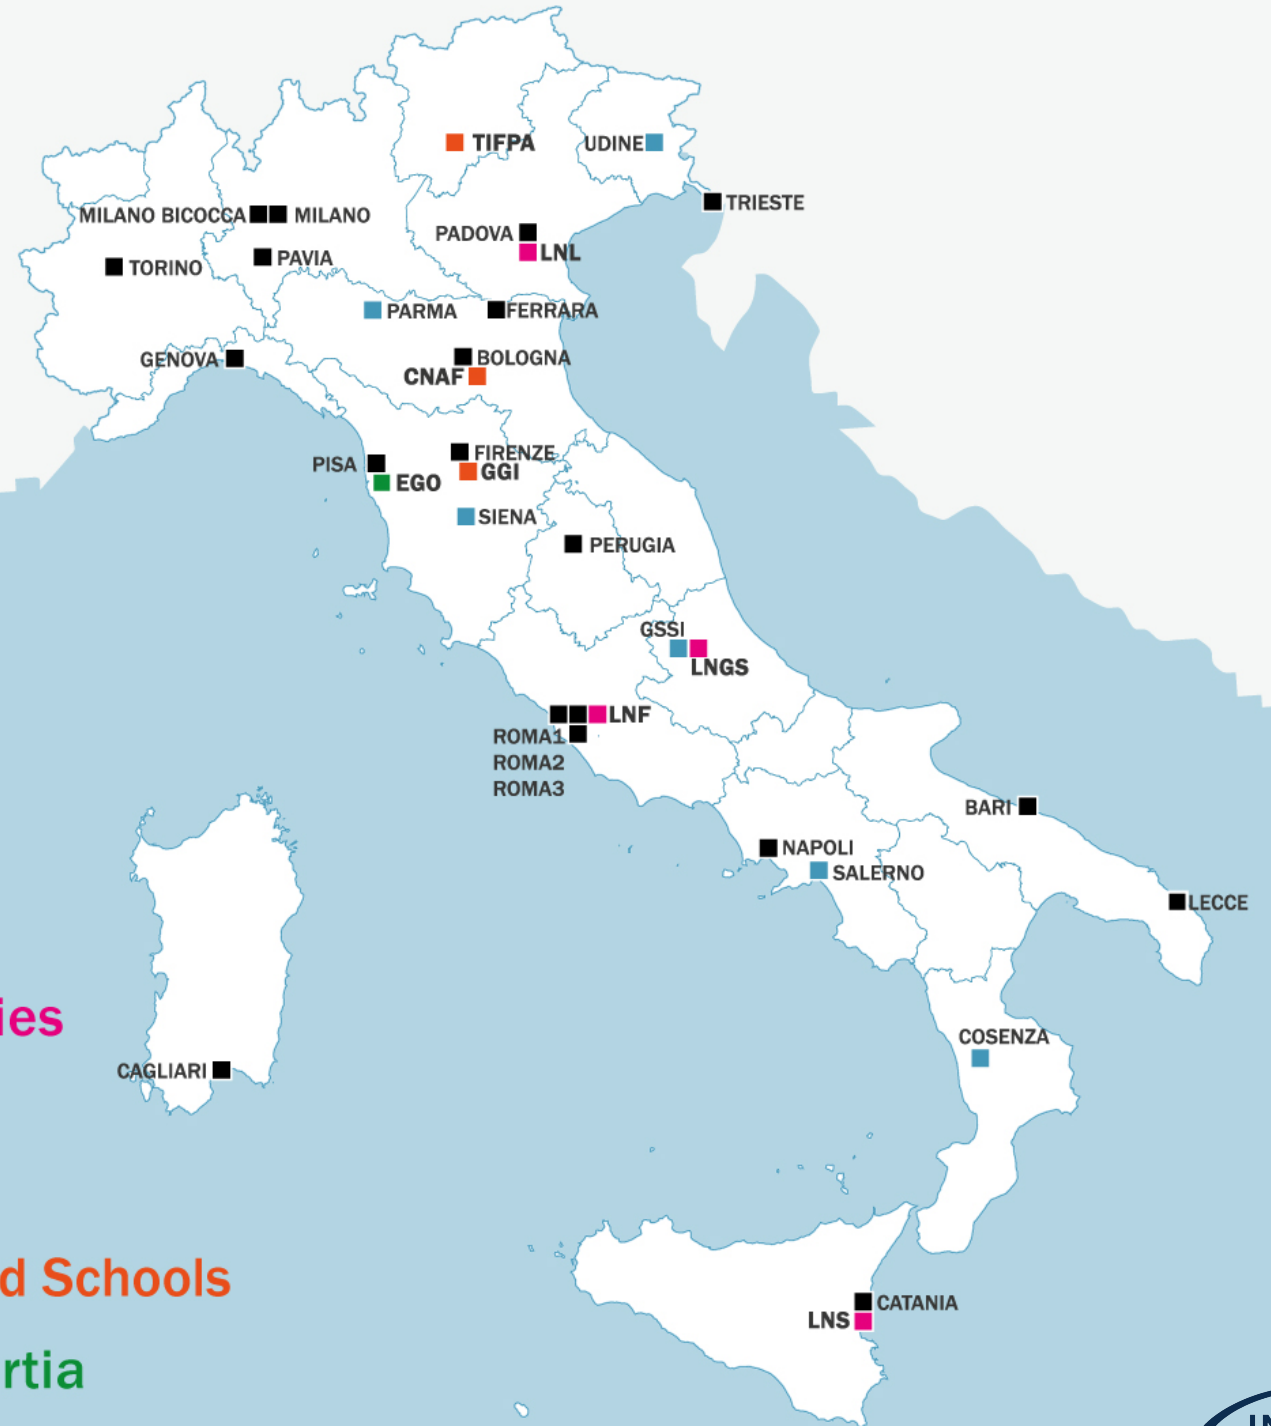 TIFPA
UDINE
TRIESTE
MILANO BICOCCA
MILANO
PADOVA
LNL
TORINO
PAVIA
PARMA
FERRARA
GENOVA
BOLOGNA
CNAF
FIRENZE
PISA
GGI
EGO
SIENA
PERUGIA
GSSI
LNGS
LNF
ROMA1
ROMA2
ROMA3
BARI
NAPOLI
SALERNO
LECCE
ies
COSENZA
CAGLIARI
d Schools
CATANIA
LNS
rtia